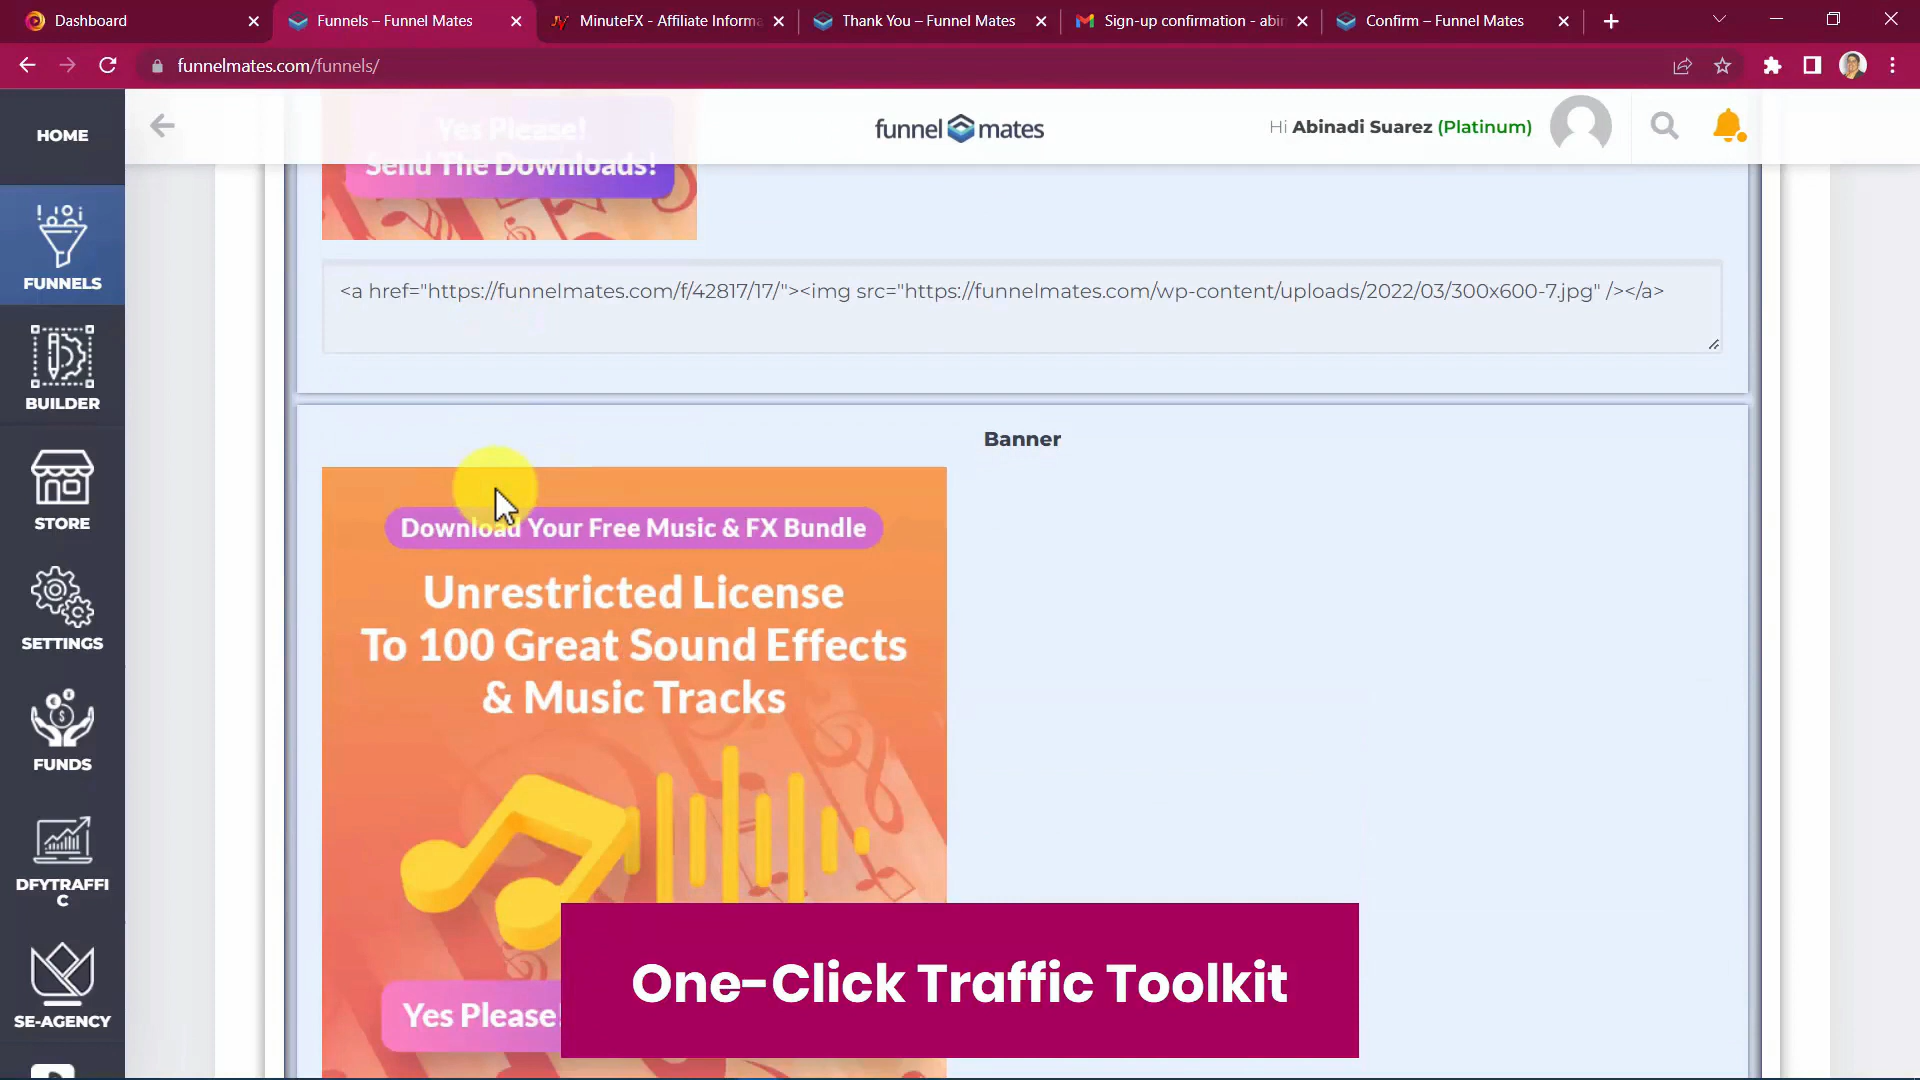 Dashboard
Funnels – Funnel Mates
MinuteFX - Affiliate Informa
Thank You – Funnel Mates
Sign-up confirmation - abin
Confirm – Funnel Mates
funnelmates.com/funnels/
HOME
FUNNELS
BUILDER
STORE
SETTINGS
FUNDS
DFYTRAFFI
C
SE-AGENCY
funnel mates
Hi Abinadi Suarez (Platinum)
Yes Please!
Send The Downloads!
<a href="https://funnelmates.com/f/42817/17/"><img src="https://funnelmates.com/wp-content/uploads/2022/03/300x600-7.jpg" /></a>
Banner
Download Your Free Music & FX Bundle
Unrestricted License
To 100 Great Sound Effects
& Music Tracks
Yes Please!
One-Click Traffic Toolkit